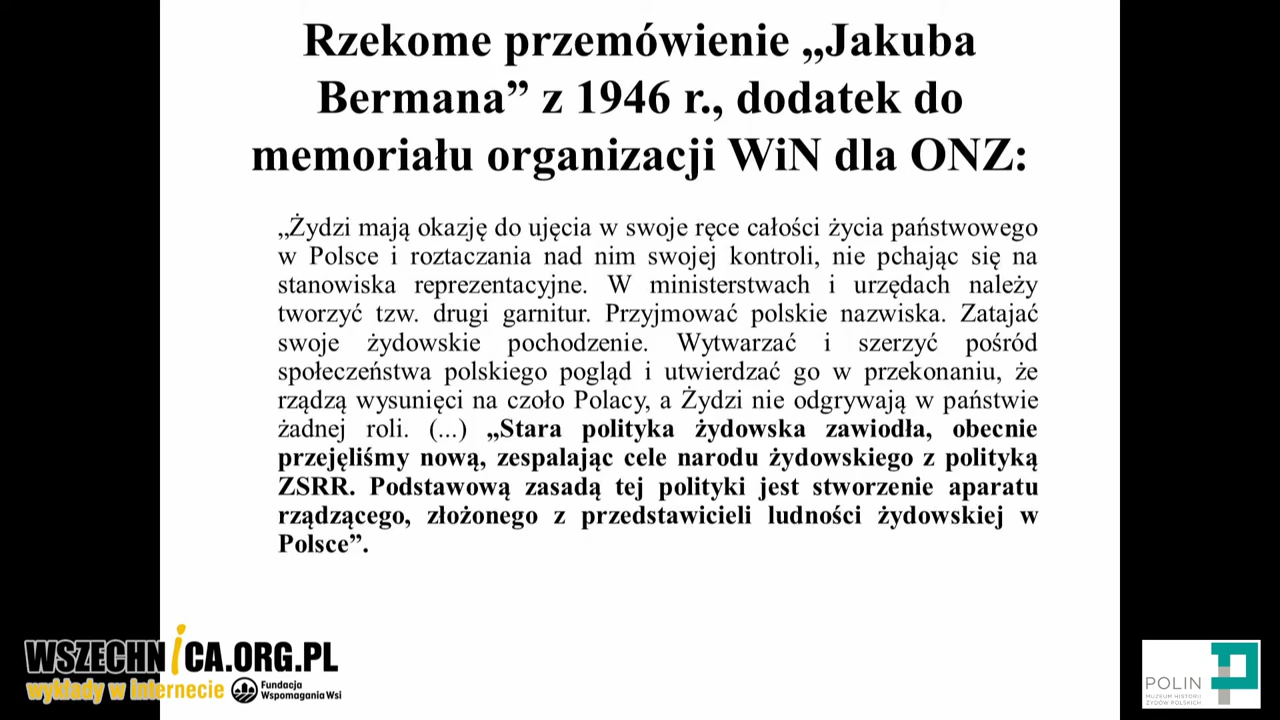 Rzekome przemówienie „Jakuba
Bermana” z 1946 r., dodatek do
memoriału organizacji WiN dla ONZ:
„Żydzi mają okazję do ujęcia w swoje ręce całości życia państwowego
w Polsce i roztaczania nad nim swojej kontroli, nie pchając się na
stanowiska reprezentacyjne. W ministerstwach i urzędach należy
tworzyć tzw. drugi garnitur. Przyjmować polskie nazwiska. Zatajać
swoje żydowskie pochodzenie. Wytwarzać i szerzyć pośród
społeczeństwa polskiego pogląd i utwierdzać go w przekonaniu, że
rządzą wysunięci na czoło Polacy, a Żydzi nie odgrywają w państwie
żadnej roli. (...) „Stara polityka żydowska zawiodła, obecnie
przejęliśmy nową, zespalając cele narodu żydowskiego z polityką
ZSRR. Podstawową zasadą tej polityki jest stworzenie aparatu
rządzącego, złożonego z przedstawicieli ludności żydowskiej w
Polsce”.
WSZECHNiCA.ORG.PL
wykłady w internecie
Fundacja
Wspomagania Wsi
POLIN
MUZEUM HISTORII
ŻYDÓW POLSKICH